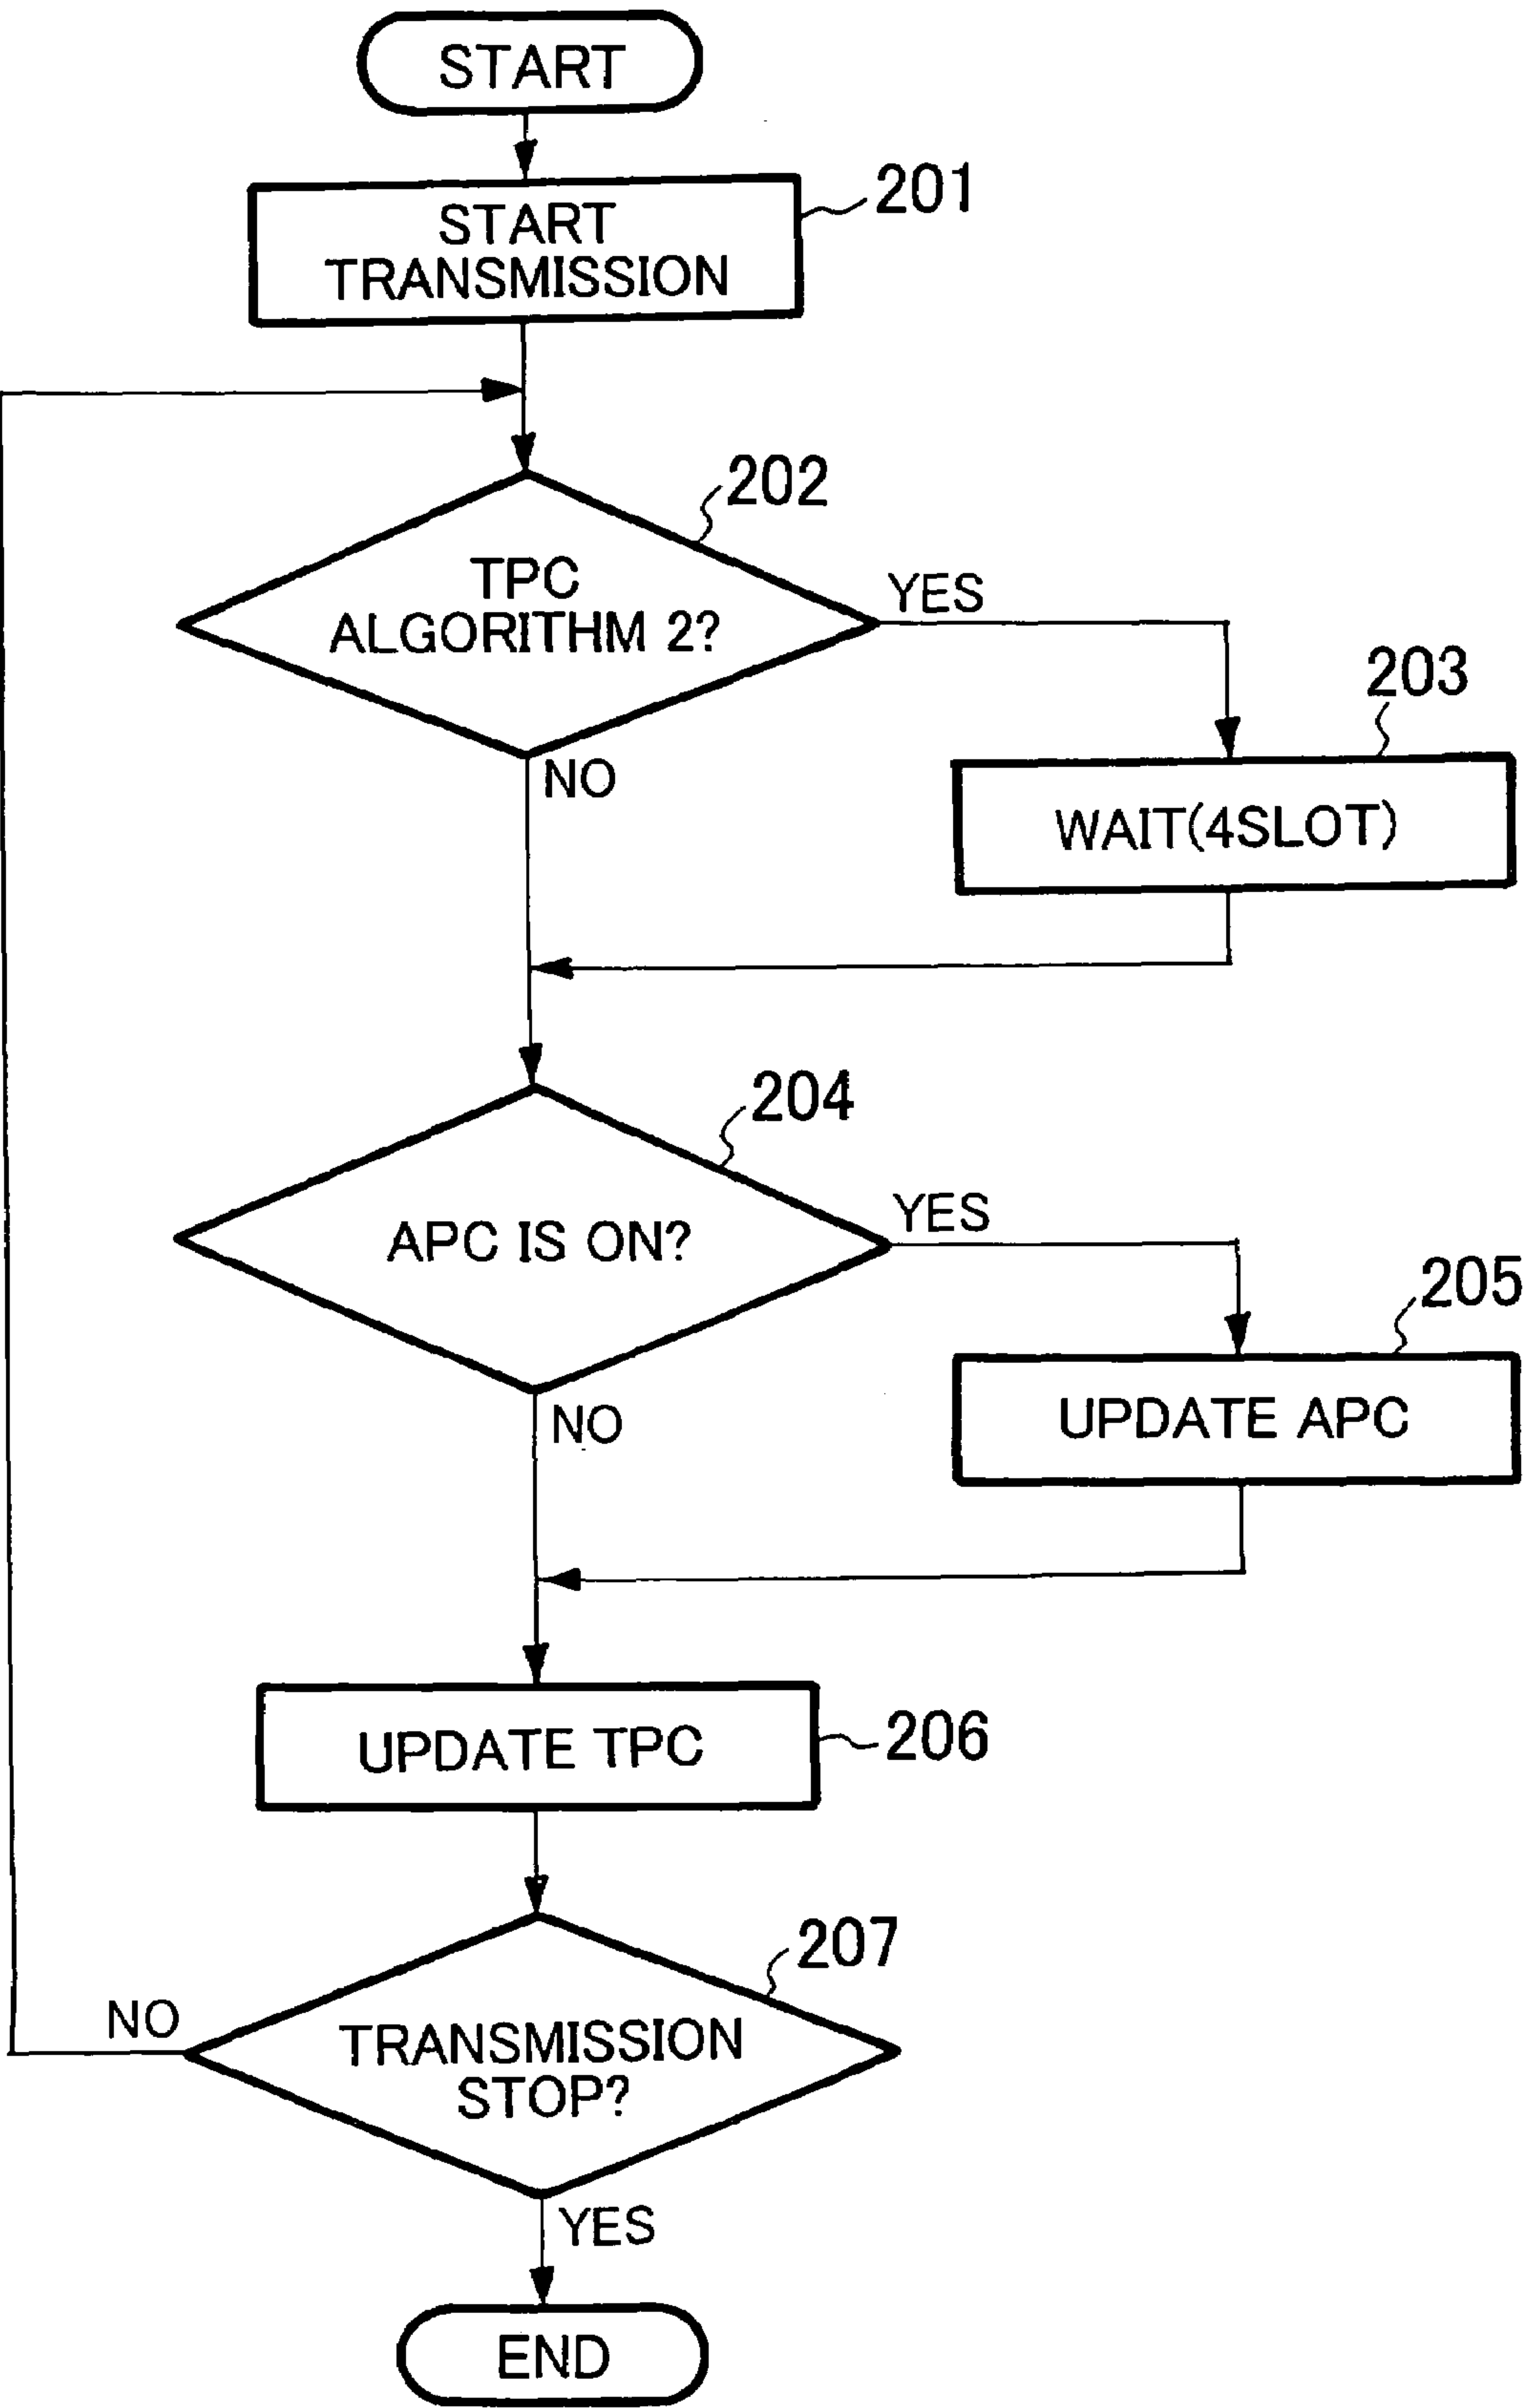 START
201
START
TRANSMISSION
202
TPC
ALGORITHM 2?
YES
203
NO
WAIT(4SLOT)
204
APC IS ON?
YES
205
NO
UPDATE APC
UPDATE TPC
206
207
NO
TRANSMISSION
STOP?
YES
END